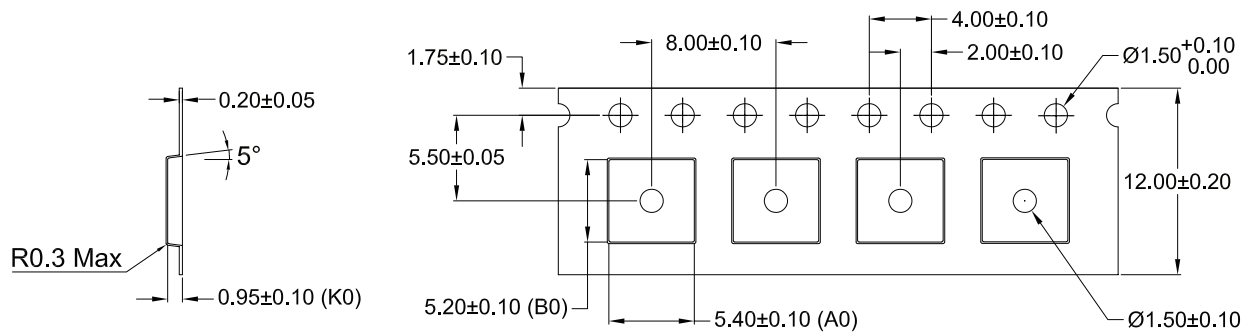 4.00±0.10
8.00±0.10
2.00±0.10
1.75±0.10
Ø1.50+0.10 0.00
0.20±0.05
5°
5.50±0.05
12.00±0.20
R0.3 Max
0.95±0.10 (K0)
5.20±0.10 (B0)
5.40±0.10 (A0)
Ø1.50±0.10